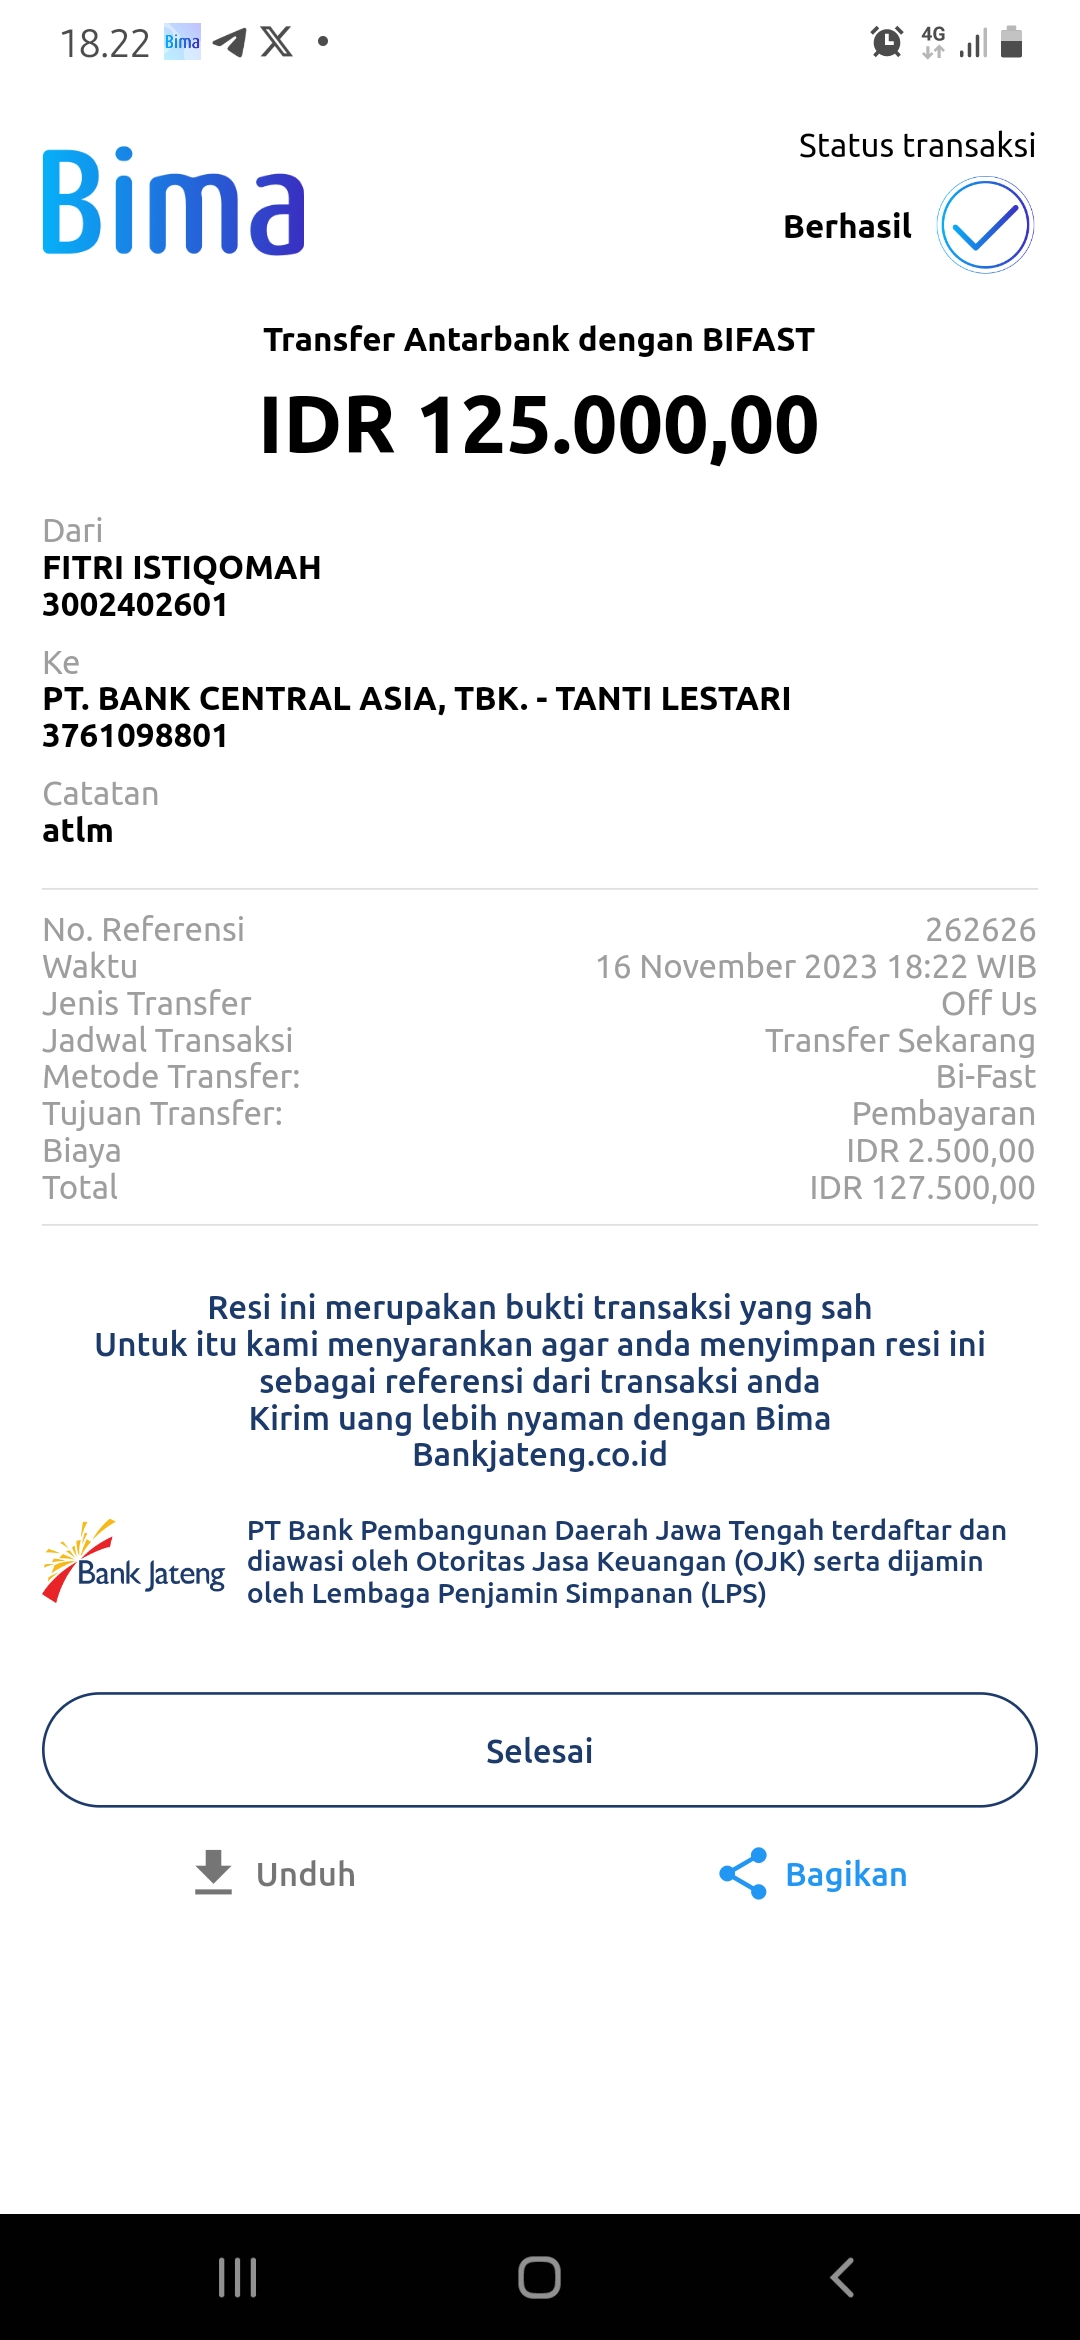 18.22 Bima
4G
Bima
Status transaksi
Berhasil
Transfer Antarbank dengan BIFAST
IDR 125.000,00
Dari
FITRI ISTIQOMAH
3002402601
Ke
PT. BANK CENTRAL ASIA, TBK. - TANTI LESTARI
3761098801
Catatan
atlm
No. Referensi 262626
Waktu 16 November 2023 18:22 WIB
Jenis Transfer Off Us
Jadwal Transaksi Transfer Sekarang
Metode Transfer: Bi-Fast
Tujuan Transfer: Pembayaran
Biaya IDR 2.500,00
Total IDR 127.500,00
Resi ini merupakan bukti transaksi yang sah
Untuk itu kami menyarankan agar anda menyimpan resi ini
sebagai referensi dari transaksi anda
Kirim uang lebih nyaman dengan Bima
Bankjateng.co.id
Bank Jateng
PT Bank Pembangunan Daerah Jawa Tengah terdaftar dan
diawasi oleh Otoritas Jasa Keuangan (OJK) serta dijamin
oleh Lembaga Penjamin Simpanan (LPS)
Selesai
Unduh Bagikan